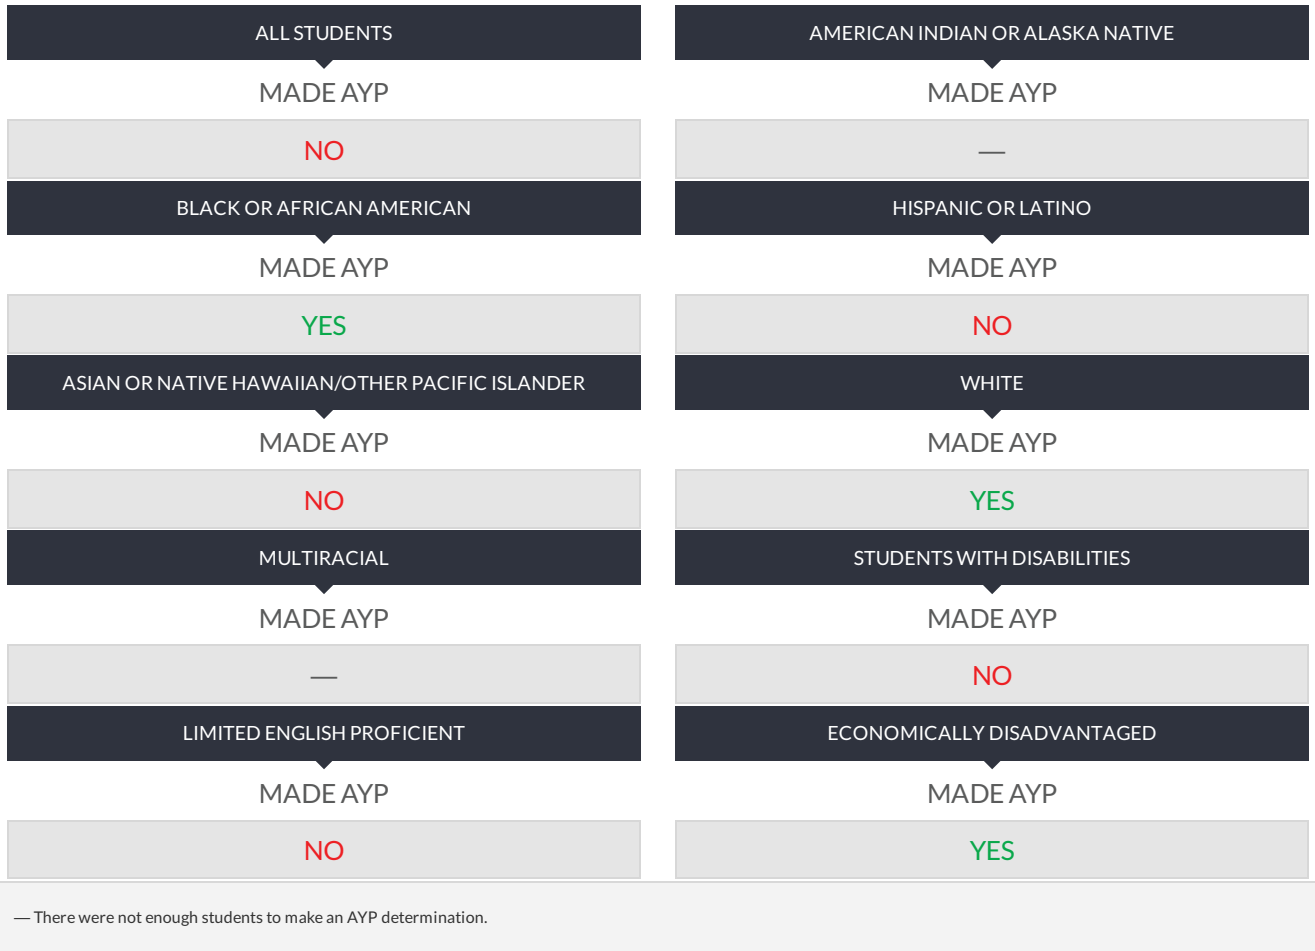 ALL STUDENTS
MADE AYP
NO
AMERICAN INDIAN OR ALASKA NATIVE
MADE AYP
—
BLACK OR AFRICAN AMERICAN
MADE AYP
YES
HISPANIC OR LATINO
MADE AYP
NO
ASIAN OR NATIVE HAWAIIAN/OTHER PACIFIC ISLANDER
MADE AYP
NO
WHITE
MADE AYP
YES
MULTIRACIAL
MADE AYP
—
STUDENTS WITH DISABILITIES
MADE AYP
NO
LIMITED ENGLISH PROFICIENT
MADE AYP
NO
ECONOMICALLY DISADVANTAGED
MADE AYP
YES
— There were not enough students to make an AYP determination.